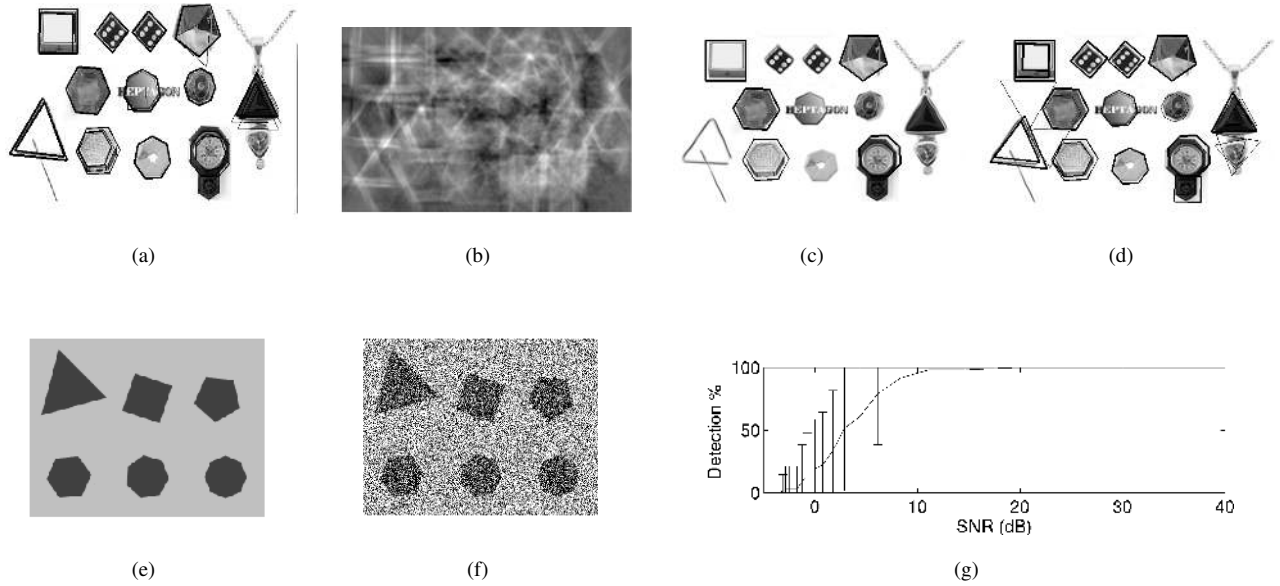 HEPTAGON
HEPTAGON
HEPTAGON
(a)
(b)
(c)
(d)
Detection %
100
50
0
0
10
20
30
40
SNR (dB)
(e)
(f)
(g)